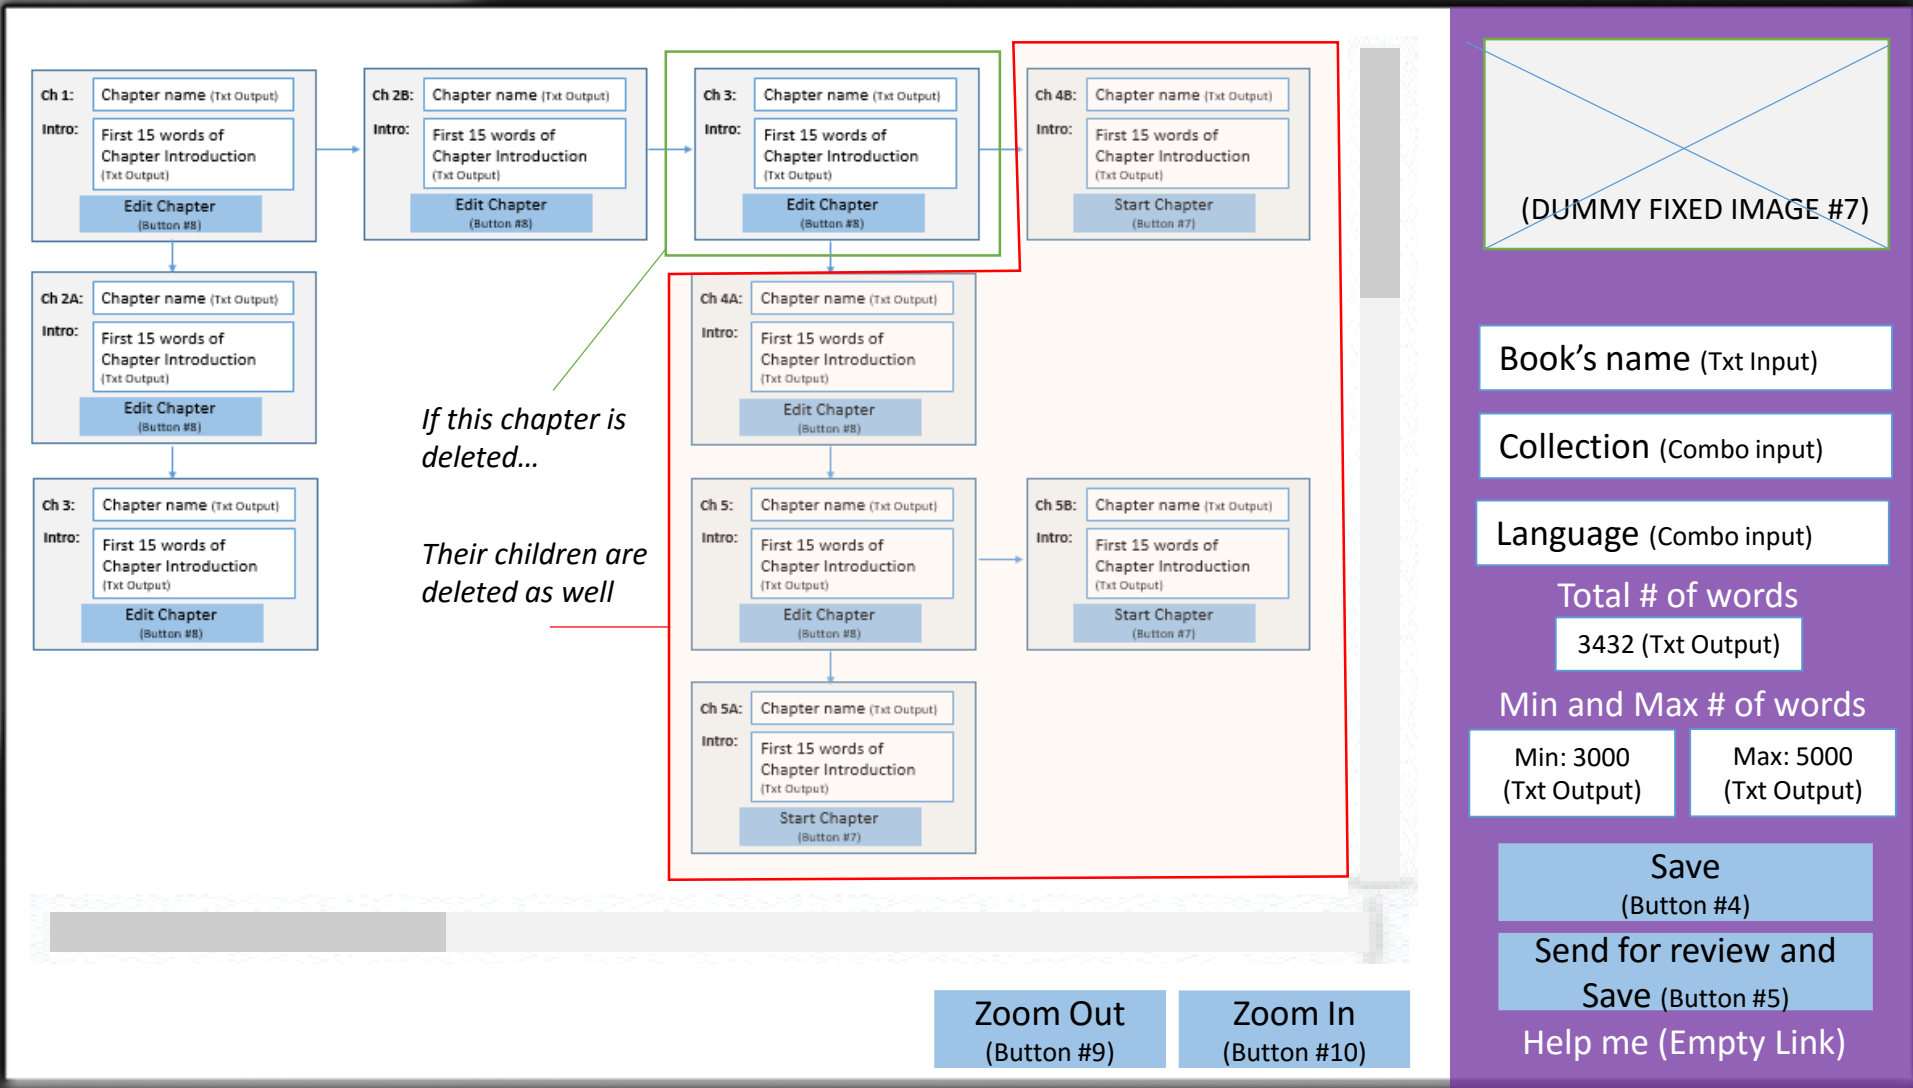 Ch 1:
Chapter name (Txt Output)
Intro:
First 15 words of
Chapter Introduction
(Txt Output)
Edit Chapter
(Button #8)
Ch 2B:
Chapter name (Txt Output)
Intro:
First 15 words of
Chapter Introduction
(Txt Output)
Edit Chapter
(Button #8)
Ch 3:
Chapter name (Txt Output)
Intro:
First 15 words of
Chapter Introduction
(Txt Output)
Edit Chapter
(Button #8)
Ch 4B:
Chapter name (Txt Output)
Intro:
First 15 words of
Chapter Introduction
(Txt Output)
Start Chapter
(Button #7)
Ch 2A:
Chapter name (Txt Output)
Intro:
First 15 words of
Chapter Introduction
(Txt Output)
Edit Chapter
(Button #8)
Ch 4A:
Chapter name (Txt Output)
Intro:
First 15 words of
Chapter Introduction
(Txt Output)
Edit Chapter
(Button #8)
If this chapter is
deleted...
Their children are
deleted as well
Ch 3:
Chapter name (Txt Output)
Intro:
First 15 words of
Chapter Introduction
(Txt Output)
Edit Chapter
(Button #8)
Ch 5:
Chapter name (Txt Output)
Intro:
First 15 words of
Chapter Introduction
(Txt Output)
Edit Chapter
(Button #8)
Ch 5B:
Chapter name (Txt Output)
Intro:
First 15 words of
Chapter Introduction
(Txt Output)
Start Chapter
(Button #7)
Ch 5A:
Chapter name (Txt Output)
Intro:
First 15 words of
Chapter Introduction
(Txt Output)
Start Chapter
(Button #7)
Zoom Out
(Button #9)
Zoom In
(Button #10)
(DUMMY FIXED IMAGE #7)
Book's name (Txt Input)
Collection (Combo input)
Language (Combo input)
Total # of words
3432 (Txt Output)
Min and Max # of words
Min: 3000
(Txt Output)
Max: 5000
(Txt Output)
Save
(Button #4)
Send for review and
Save (Button #5)
Help me (Empty Link)